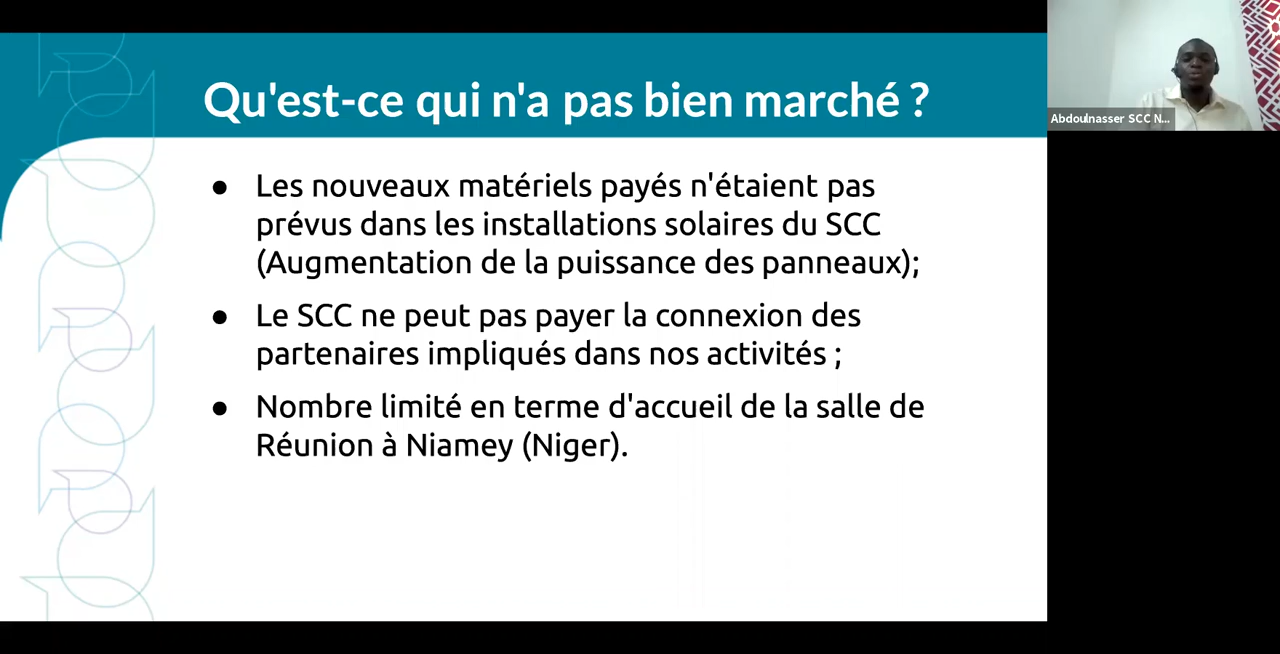 Qu'est-ce qui n'a pas bien marché ?
● Les nouveaux matériels payés n'étaient pas
prévus dans les installations solaires du SCC
(Augmentation de la puissance des panneaux);
● Le SCC ne peut pas payer la connexion des
partenaires impliqués dans nos activités ;
● Nombre limité en terme d'accueil de la salle de
Réunion à Niamey (Niger).
Abdoulnasser SCC N...